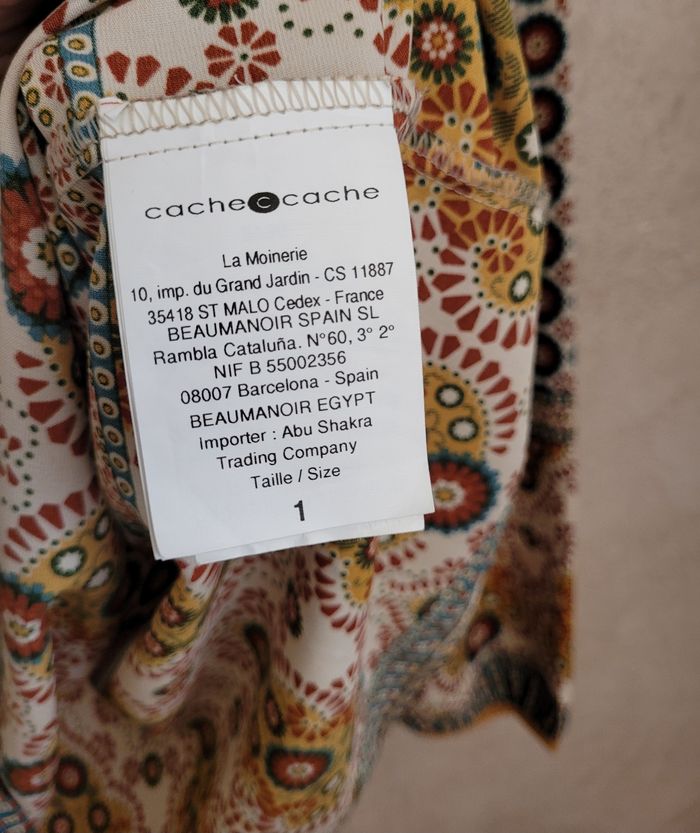 cache c cache
La Moinerie
10, imp. du Grand Jardin - CS 11887
35418 ST MALO Cedex - France
BEAUMANOIR SPAIN SL
Rambla Cataluña. N°60, 3° 2°
NIF B 55002356
08007 Barcelona - Spain
BEAUMANOIR EGYPT
Importer : Abu Shakra
Trading Company
Taille / Size
1